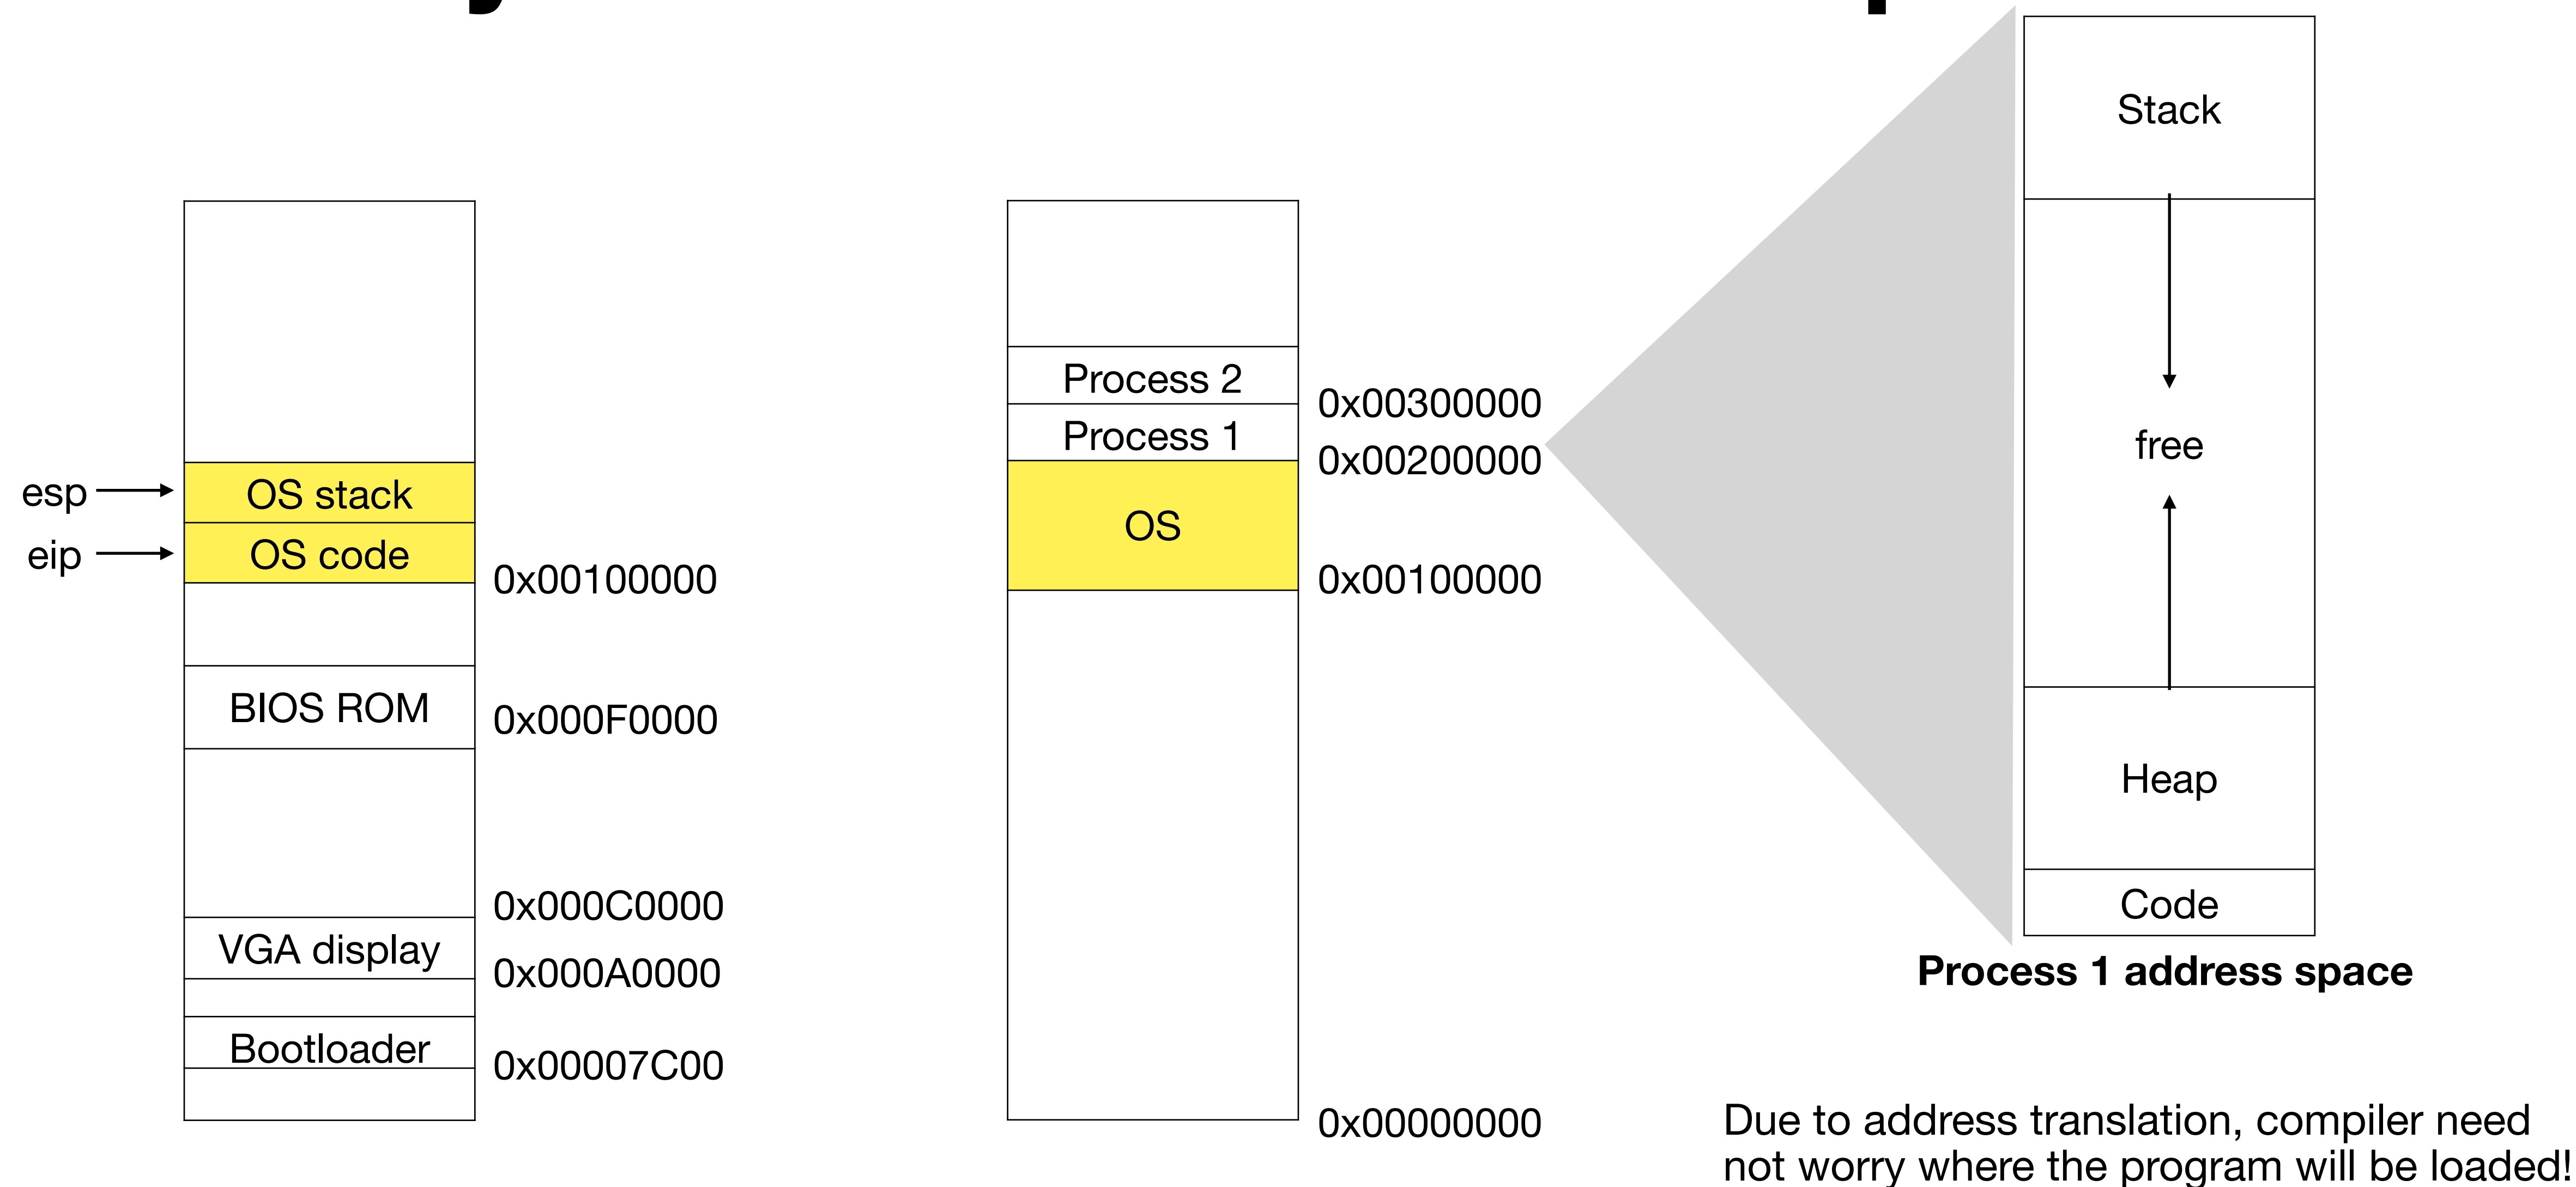 esp
OS stack
eip
OS code
0x00100000
BIOS ROM
0x000F0000
0x000C0000
VGA display
0x000A0000
Bootloader
0x00007C00
Process 2
0x00300000
Process 1
0x00200000
OS
0x00100000
0x00000000
Stack
free
Heap
Code
Process 1 address space
Due to address translation, compiler need
not worry where the program will be loaded!